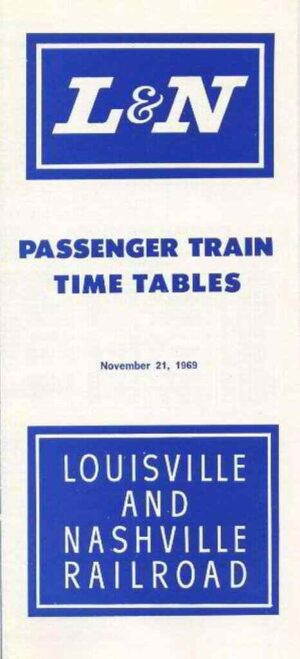 L&N
PASSENGER TRAIN
TIME TABLES
November 21, 1969
LOUISVILLE
AND
NASHVILLE
RAILROAD